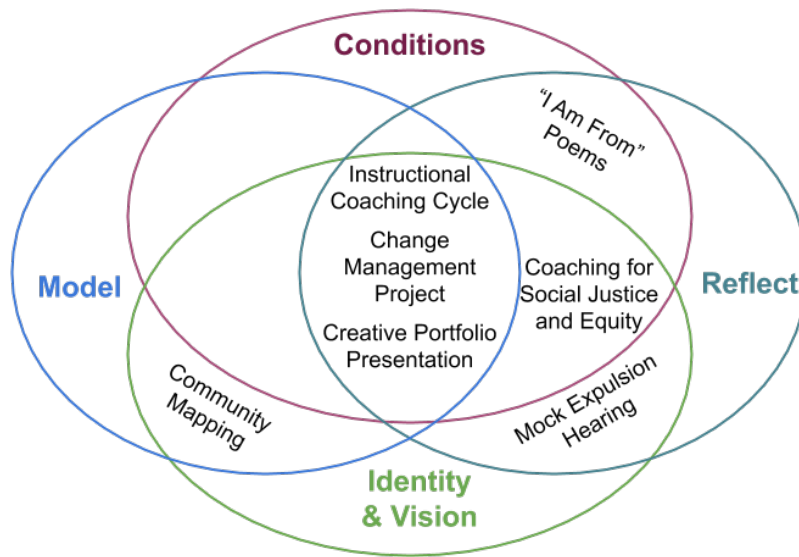 Conditions
“I Am From”
Poems
Instructional
Coaching Cycle
Change
Management
Project
Creative Portfolio
Presentation
Coaching for
Social Justice
and Equity
Model
Reflect
Community
Mapping
Mock Expulsion
Hearing
Identity
& Vision